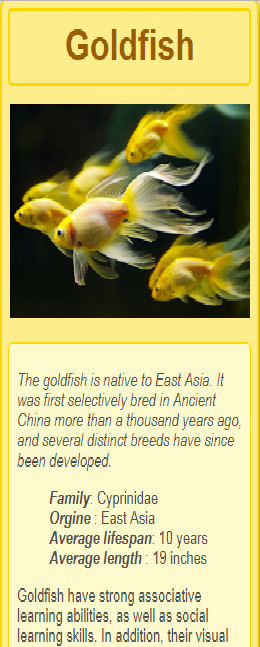 Goldfish
The goldfish is native to East Asia. It
was first selectively bred in Ancient
China more than a thousand years ago,
and several distinct breeds have since
been developed.
Family: Cyprinidae
Orgine : East Asia
Average lifespan: 10 years
Average length : 19 inches
Goldfish have strong associative
learning abilities, as well as social
learning skills. In addition, their visual